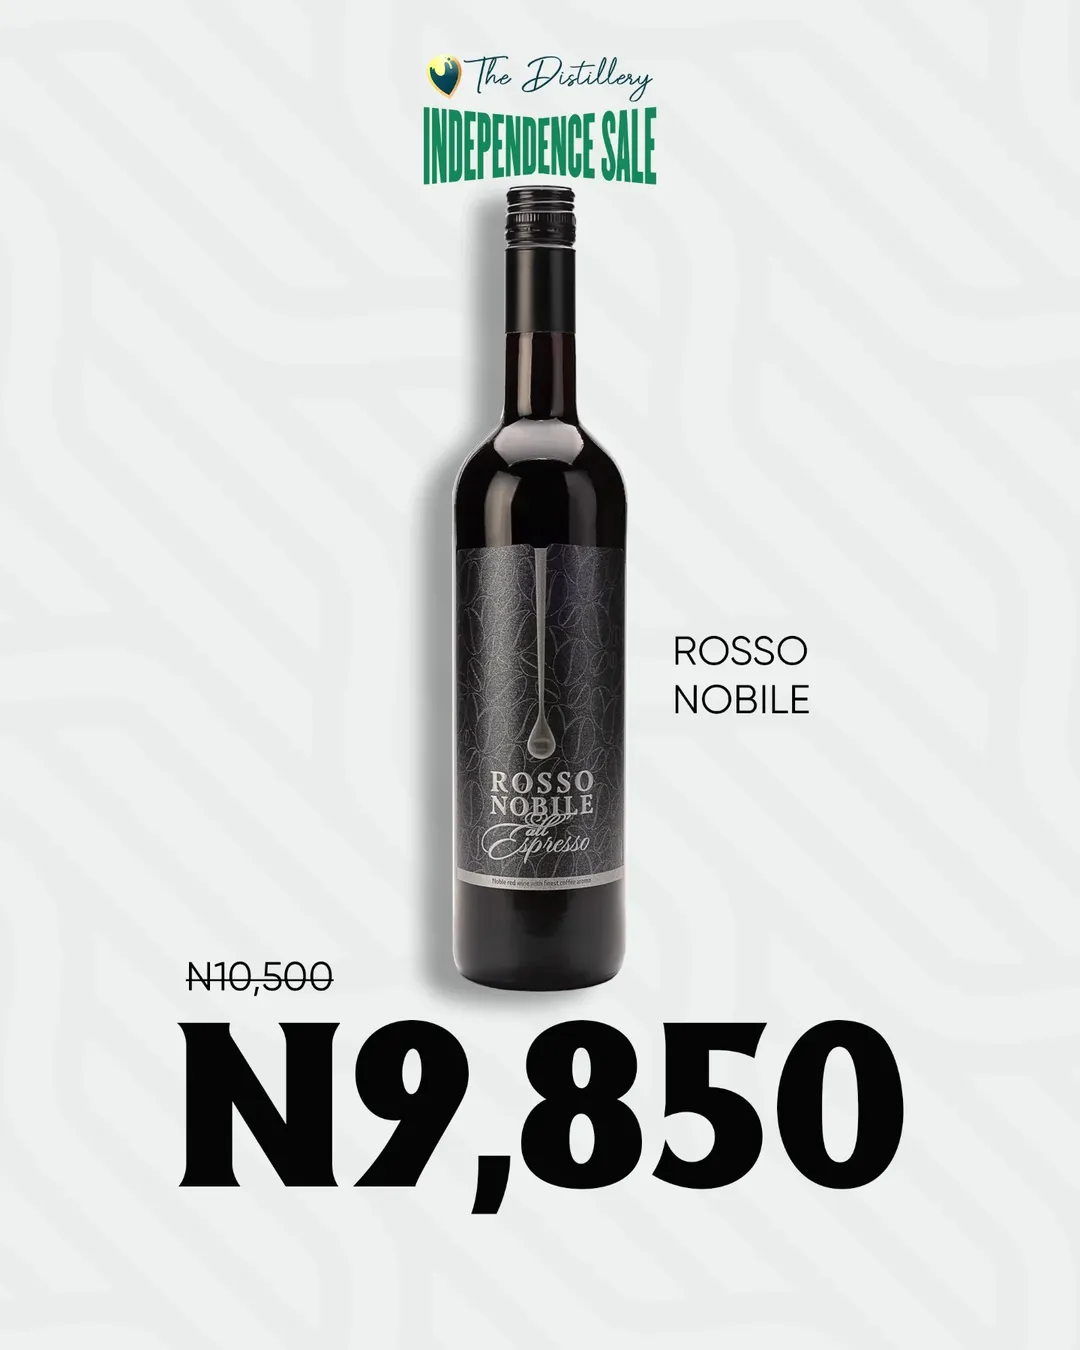 The Distillery
INDEPENDENCE SALE
ROSSO
NOBILE
ROSSO
NOBILE
all'
Espresso
Noble red wine with finest coffee aroma
N10,500
N9,850